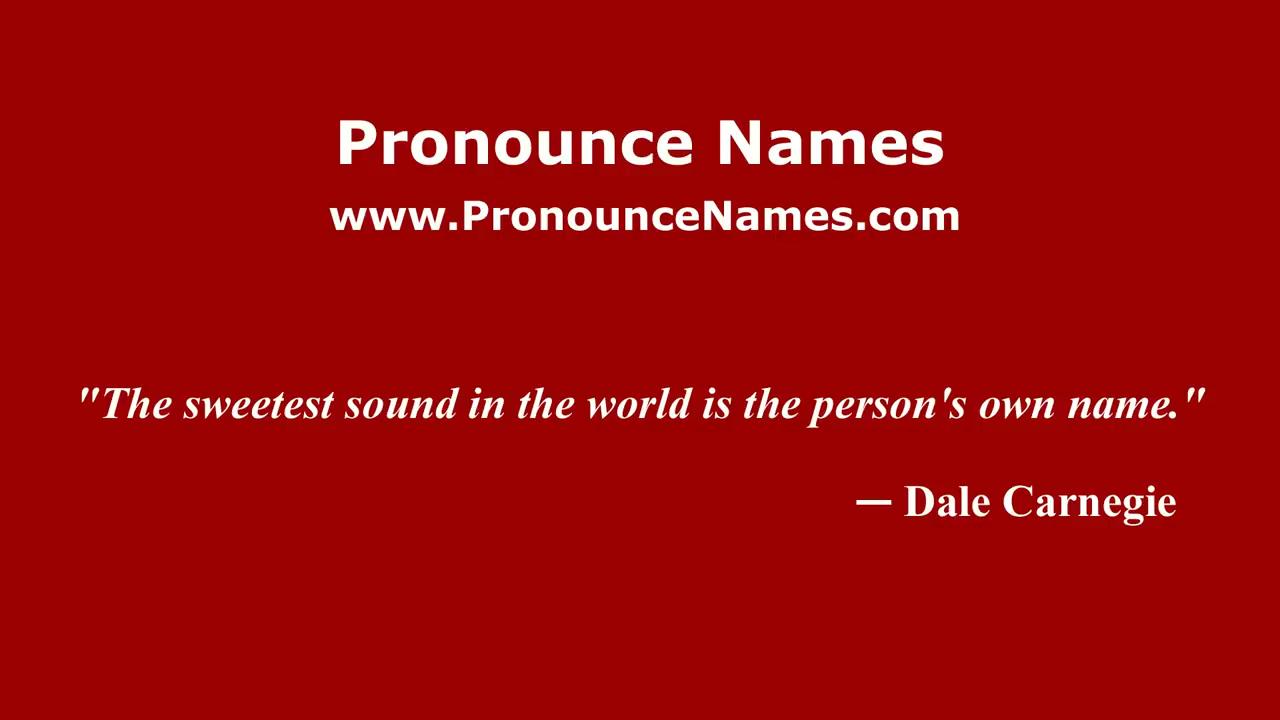 Pronounce Names
www.PronounceNames.com
"The sweetest sound in the world is the person's own name."
— Dale Carnegie